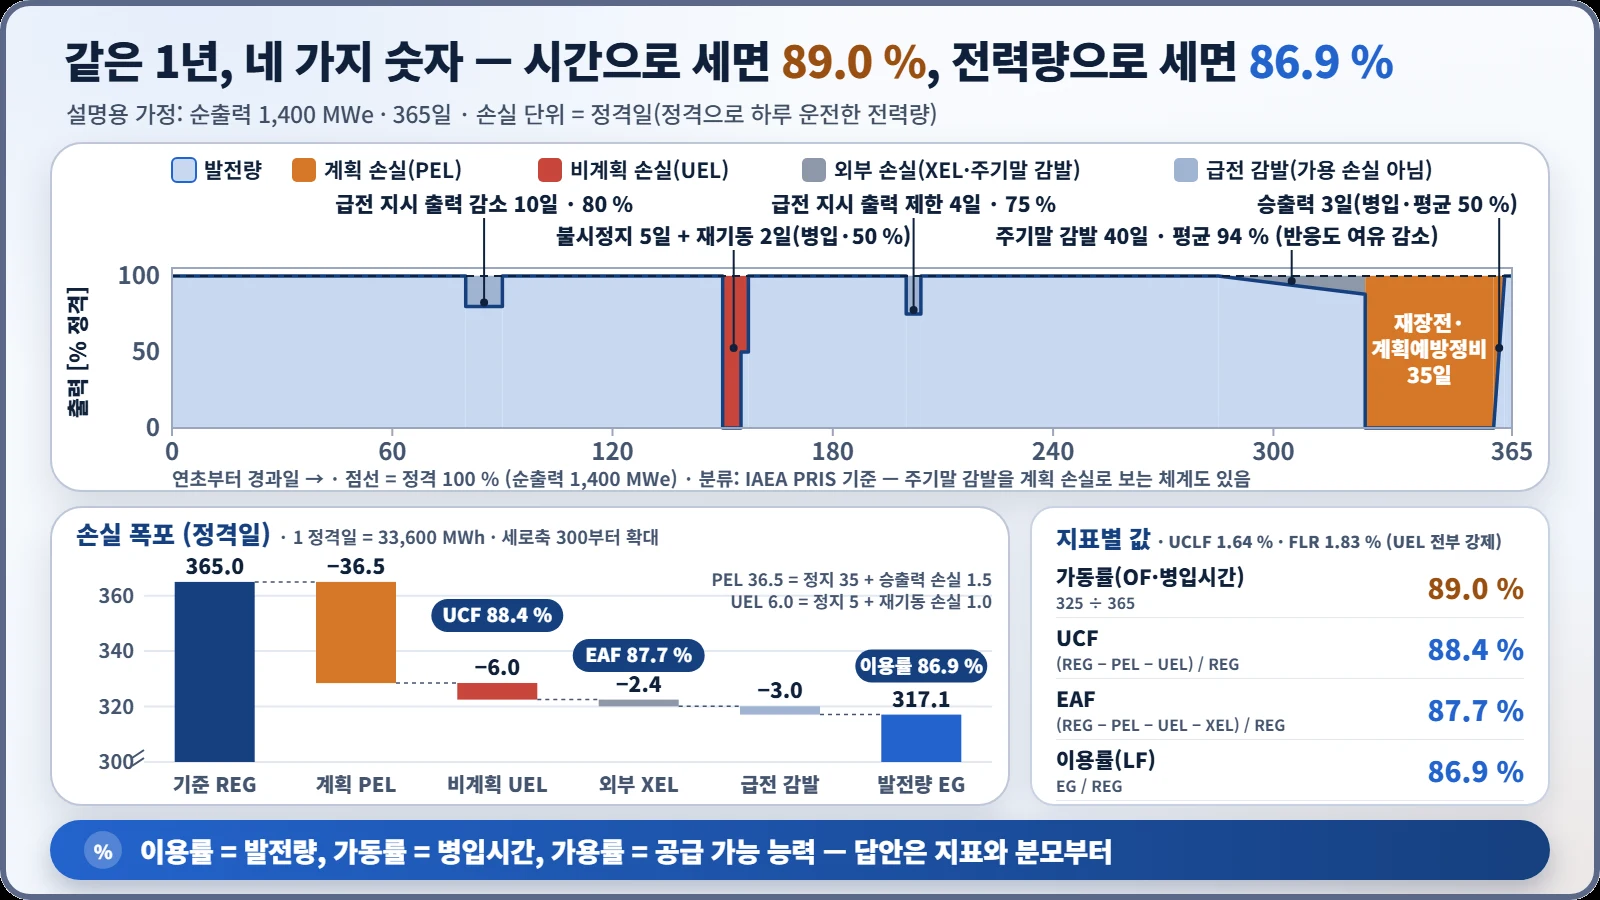 같은 1년, 네 가지 숫자 — 시간으로 세면 89.0 %, 전력량으로 세면 86.9 %
설명용 가정: 순출력 1,400 MWe · 365일 · 손실 단위 = 정격일(정격으로 하루 운전한 전력량)
발전량 계획 손실(PEL) 비계획 손실(UEL) 외부 손실(XEL·주기말 감발) 급전 감발(가용 손실 아님)
급전 지시 출력 감소 10일 · 80 % 급전 지시 출력 제한 4일 · 75 % 승출력 3일(병입·평균 50 %)
불시정지 5일 + 재기동 2일(병입·50 %) 주기말 감발 40일 · 평균 94 % (반응도 여유 감소)
출력 [% 정격]
100
50
0
재장전·
계획예방정비
35일
0 60 120 180 240 300 365
연초부터 경과일 → · 점선 = 정격 100 % (순출력 1,400 MWe) · 분류: IAEA PRIS 기준 — 주기말 감발을 계획 손실로 보는 체계도 있음
손실 폭포 (정격일) · 1 정격일 = 33,600 MWh · 세로축 300부터 확대
365.0 −36.5
PEL 36.5 = 정지 35 + 승출력 손실 1.5
UEL 6.0 = 정지 5 + 재기동 손실 1.0
360
340
320
300
UCF 88.4 %
−6.0
EAF 87.7 %
−2.4
−3.0
이용률 86.9 %
317.1
기준 REG 계획 PEL 비계획 UEL 외부 XEL 급전 감발 발전량 EG
지표별 값 · UCLF 1.64 % · FLR 1.83 % (UEL 전부 강제)
가동률(OF·병입시간) 89.0 %
325 ÷ 365
UCF 88.4 %
(REG − PEL − UEL) / REG
EAF 87.7 %
(REG − PEL − UEL − XEL) / REG
이용률(LF) 86.9 %
EG / REG
% 이용률 = 발전량, 가동률 = 병입시간, 가용률 = 공급 가능 능력 — 답안은 지표와 분모부터